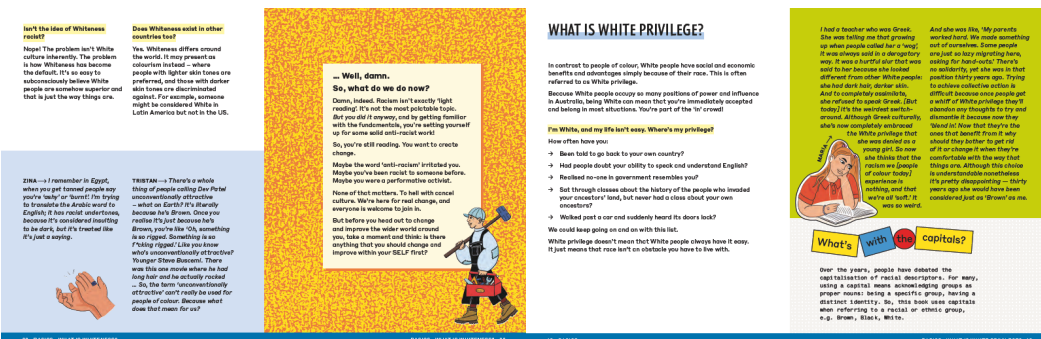 Isn't the idea of Whiteness
racist?
Nope! The problem isn't White
culture inherently. The problem
is how Whiteness has become
the default. It's so easy to
subconsciously believe White
people are somehow superior and
that is just the way things are.
Does Whiteness exist in other
countries too?
Yes. Whiteness differs around
the world. It may present as
colourism instead – where
people with lighter skin tones are
preferred, and those with darker
skin tones are discriminated
against. For example, someone
might be considered White in
Latin America but not in the US.
ZINA → I remember in Egypt,
when you get tanned people say
you're 'ashy' or 'burnt'. I'm trying
to translate the Arabic word to
English; it has racist undertones,
because it's considered insulting
to be dark, but it's treated like
it's just a saying.
TRISTAN → There's a whole
thing of people calling Dev Patel
unconventionally attractive
– what on Earth? It's literally
because he's Brown. Once you
realise it's just because he's
Brown, you're like 'Oh, something
is so rigged. Something is so
f*cking rigged.' Like you know
who's unconventionally attractive?
Younger Steve Buscemi. There
was this one movie where he had
long hair and he actually rocked
... So, the term 'unconventionally
attractive' can't really be used for
people of colour. Because what
does that mean for us?
... Well, damn.
So, what do we do now?
Damn, indeed. Racism isn't exactly 'light
reading'. It's not the most palatable topic.
But you did it anyway, and by getting familiar
with the fundamentals, you're setting yourself
up for some solid anti-racist work!
So, you're still reading. You want to create
change.
Maybe the word 'anti-racism' irritated you.
Maybe you've been racist to someone before.
Maybe you were a performative activist.
None of that matters. To hell with cancel
culture. We're here for real change, and
everyone is welcome to join in.
But before you head out to change
and improve the wider world around
you, take a moment and think: is there
anything that you should change and
improve within your SELF first?
WHAT IS WHITE PRIVILEGE?
In contrast to people of colour, White people have social and economic
benefits and advantages simply because of their race. This is often
referred to as White privilege.
Because White people occupy so many positions of power and influence
in Australia, being White can mean that you're immediately accepted
and belong in most situations. You're part of the 'in' crowd!
I'm White, and my life isn't easy. Where's my privilege?
How often have you:
→ Been told to go back to your own country?
→ Had people doubt your ability to speak and understand English?
→ Realised no-one in government resembles you?
→ Sat through classes about the history of the people who invaded
your ancestors' land, but never had a class about your own
ancestors?
→ Walked past a car and suddenly heard its doors lock?
We could keep going on and on with this list.
White privilege doesn't mean that White people always have it easy.
It just means that race isn't an obstacle you have to live with.
MARIA →
I had a teacher who was Greek.
She was telling me that growing
up when people called her a 'wog',
it was always said in a derogatory
way. It was a hurtful slur that was
said to her because she looked
different from other White people:
she had dark hair, darker skin.
And to completely assimilate,
she refused to speak Greek. [But
today] it's the weirdest switch-
around. Although Greek culturally,
she's now completely embraced
the White privilege that
she was denied as a
young girl. So now
she thinks that the
racism we [people
of colour today]
experience is
nothing, and that
we're all 'soft'. It
was so weird.
And she was like, 'My parents
worked hard. We made something
out of ourselves. Some people
are just so lazy migrating here,
asking for hand-outs!' There's
no solidarity, yet she was in that
position thirty years ago. Trying
to achieve collective action is
difficult because once people get
a whiff of White privilege they'll
abandon any thoughts to try and
dismantle it because now they
'blend in'. Now that they're the
ones that benefit from it why
should they bother to get rid
of it or change it when they're
comfortable with the way that
things are. Although this choice
is understandable nonetheless
it's pretty disappointing — thirty
years ago she would have been
considered just as 'Brown' as me.
What's with the capitals?
Over the years, people have debated the
capitalisation of racial descriptors. For many,
using a capital means acknowledging groups as
proper nouns: being a specific group, having a
distinct identity. So, this book uses capitals
when referring to a racial or ethnic group,
e.g. Brown, Black, White.